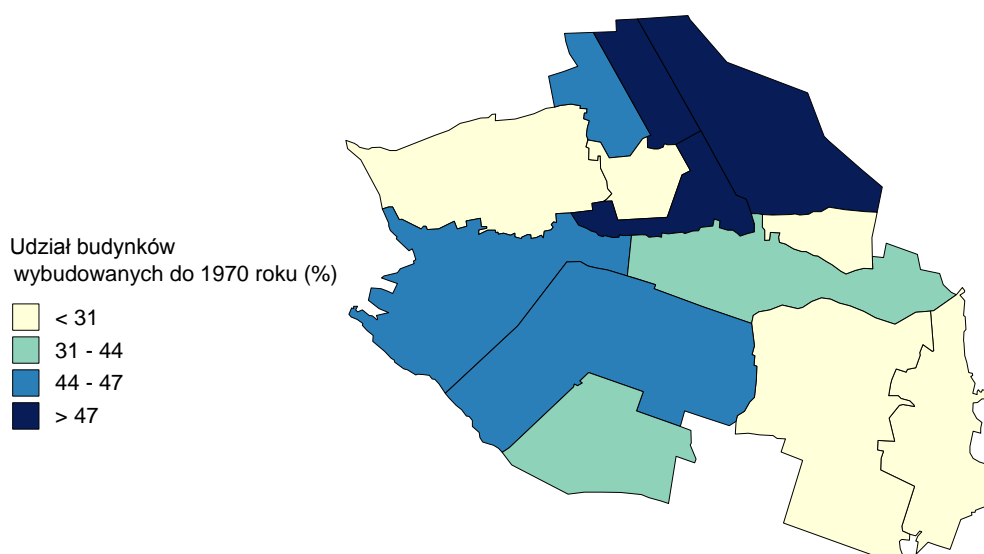 Udział budynków
wybudowanych do 1970 roku (%)
< 31
31 - 44
44 - 47
> 47